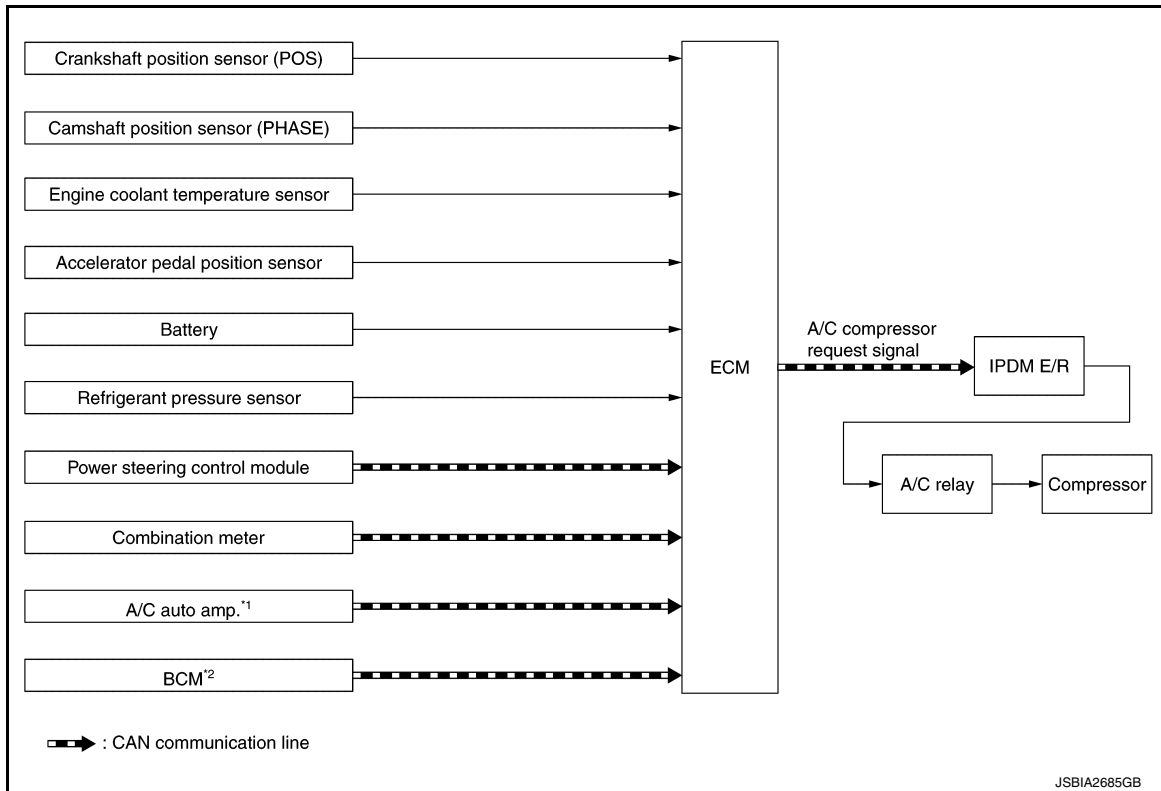 Crankshaft position sensor (POS)
Camshaft position sensor (PHASE)
Engine coolant temperature sensor
Accelerator pedal position sensor
Battery
Refrigerant pressure sensor
Power steering control module
Combination meter
A/C auto amp.*1
BCM*2
ECM
A/C compressor
request signal
IPDM E/R
A/C relay
Compressor
: CAN communication line
JSBIA2685GB